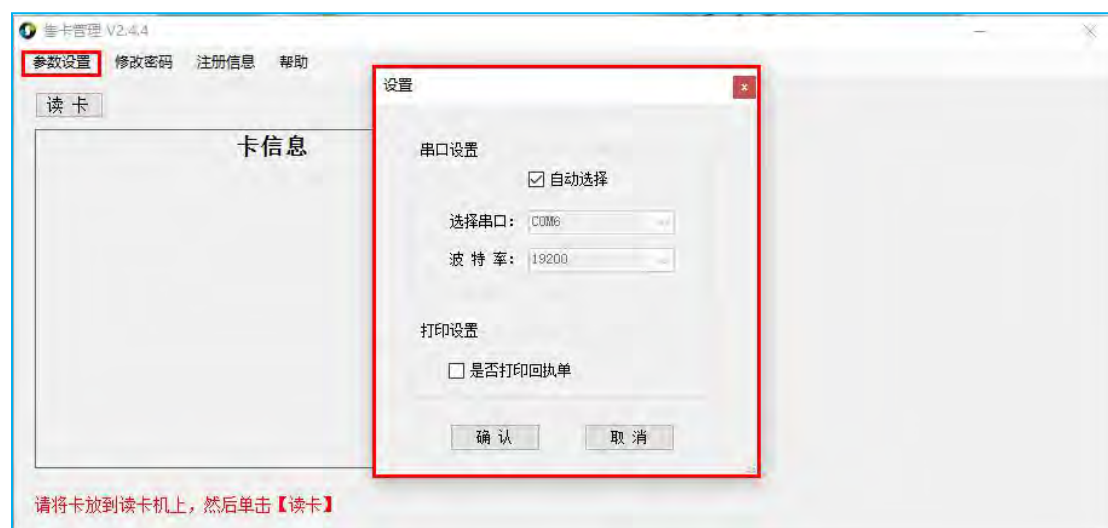 售卡管理 V2.4.4
参数设置 修改密码 注册信息 帮助
读 卡
卡信息
设置
串口设置
自动选择
选择串口: COM6
波 特 率: 19200
打印设置
是否打印回执单
确 认 取 消
请将卡放到读卡机上，然后单击【读卡】